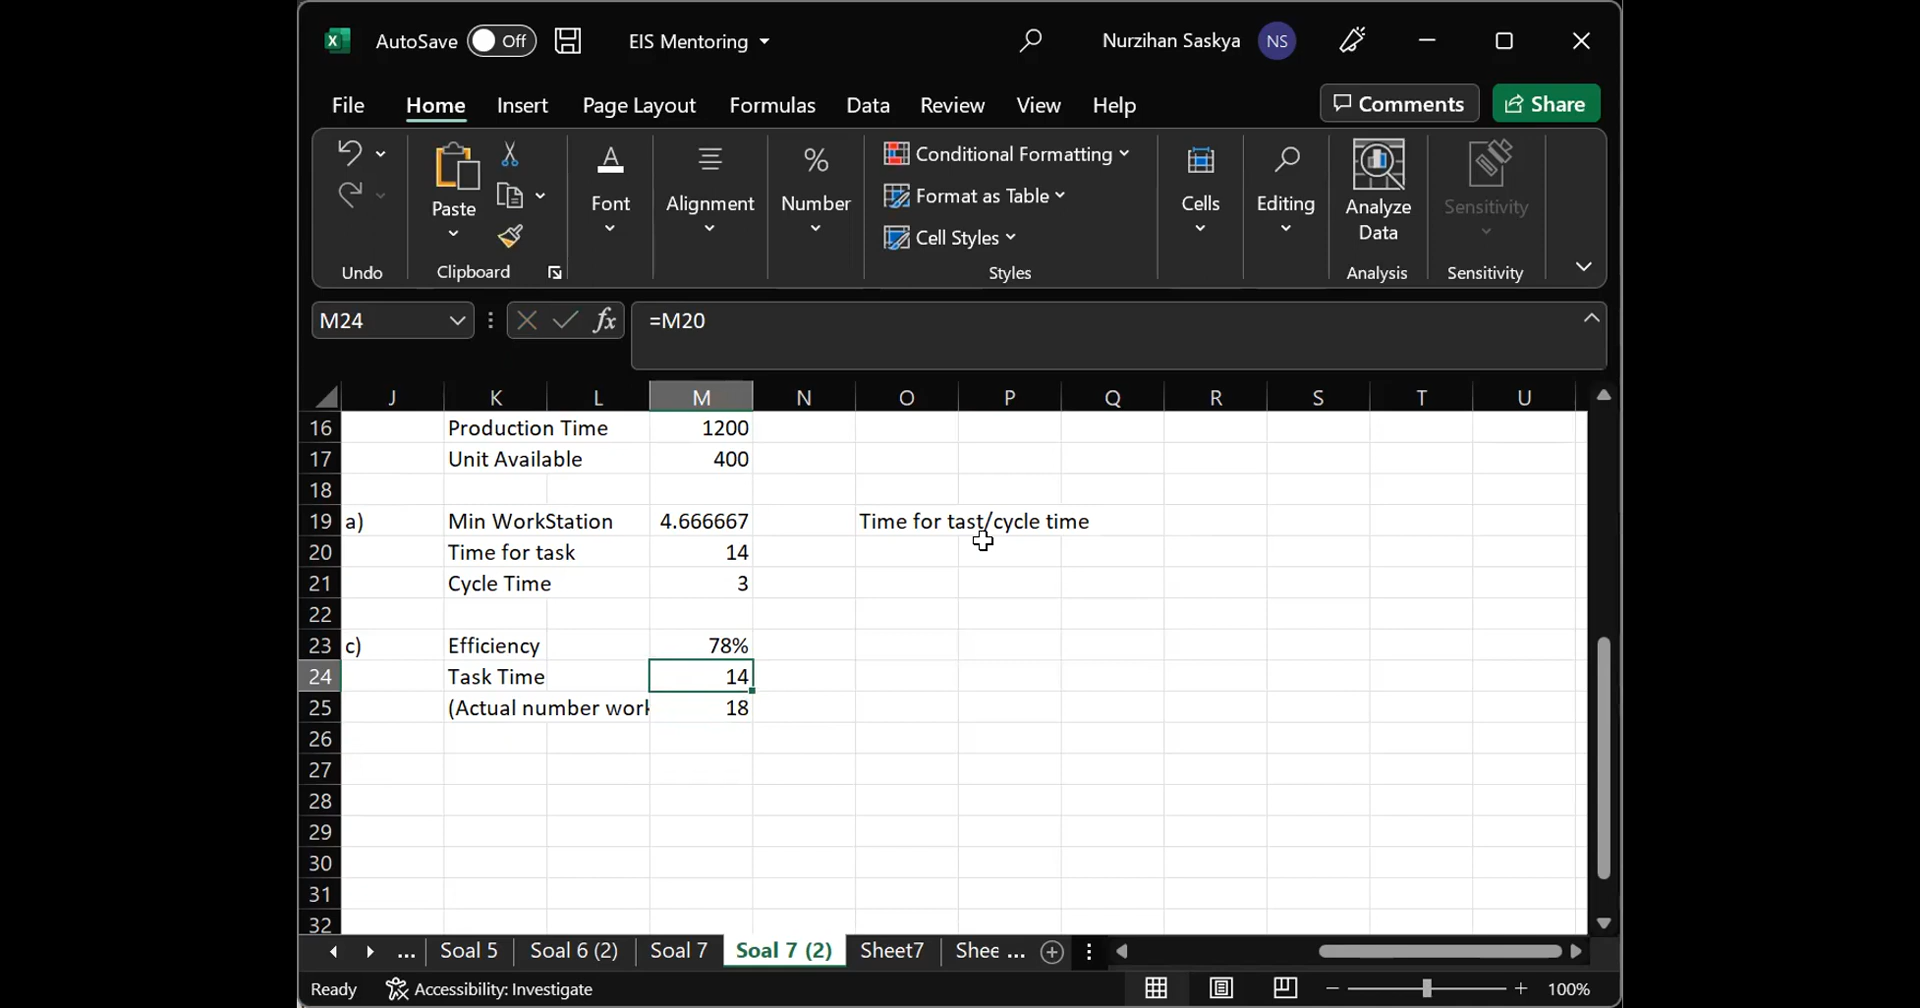 AutoSave Off EIS Mentoring Nurzihan Saskya NS
File Home Insert Page Layout Formulas Data Review View Help Comments Share
Undo
Paste
Clipboard
Font
Alignment
%
Number
Conditional Formatting
Format as Table
Cell Styles
Styles
Cells
Editing
Analyze
Data
Analysis
Sensitivity
Sensitivity
M24 fx =M20
J K L M N O P Q R S T U
16 Production Time 1200
17 Unit Available 400
18
19 a) Min WorkStation 4.666667 Time for tast/cycle time
20 Time for task 14
21 Cycle Time 3
22
23 c) Efficiency 78%
24 Task Time 14
25 (Actual number work 18
26
27
28
29
30
31
32
... Soal 5 Soal 6 (2) Soal 7 Soal 7 (2) Sheet7 Shee ...
Ready Accessibility: Investigate 100%